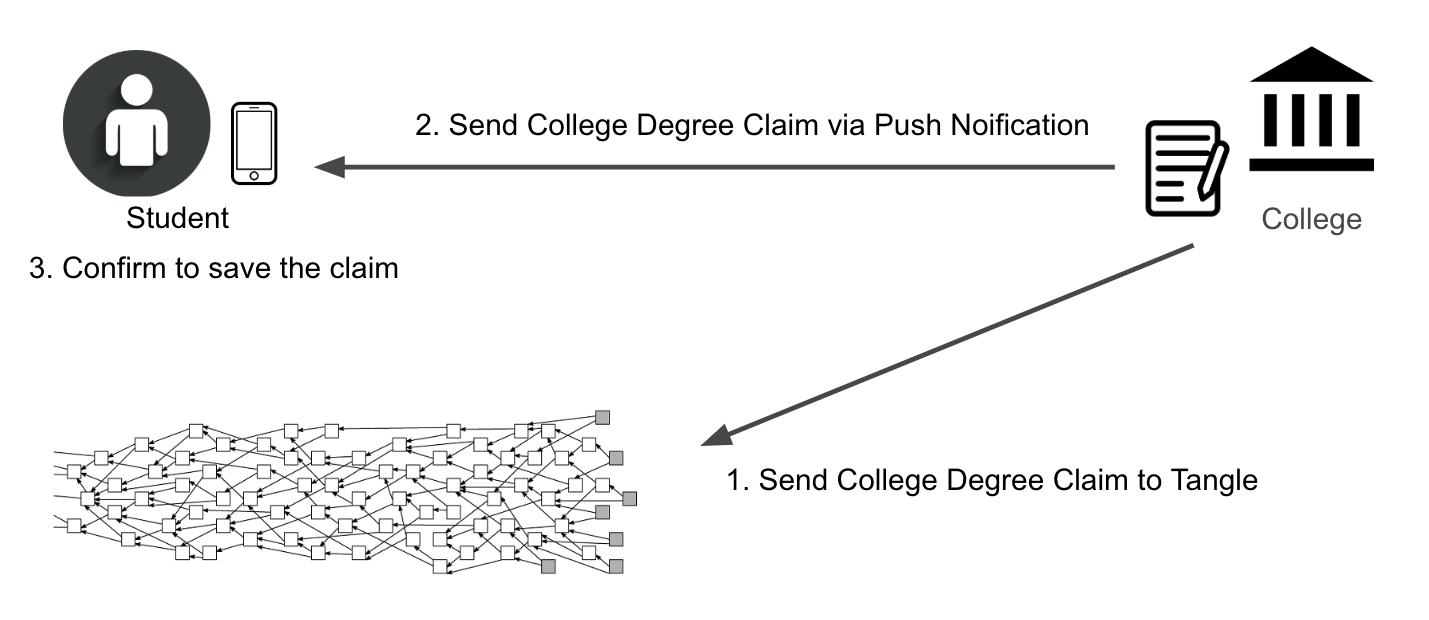 2. Send College Degree Claim via Push Noification
Student
College
3. Confirm to save the claim
1. Send College Degree Claim to Tangle